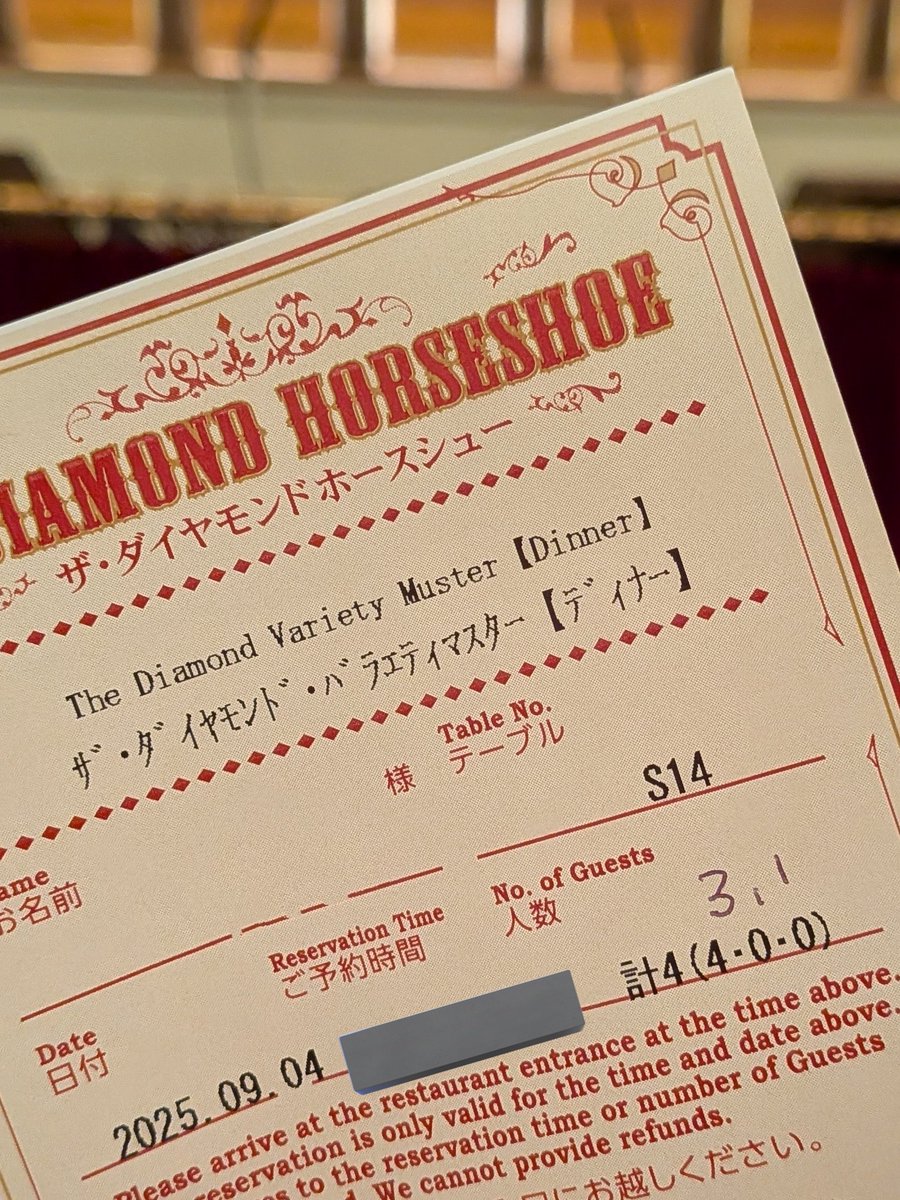 DIAMOND HORSESHOE
ザ・ダイヤモンドホースシュー
The Diamond Variety Muster【Dinner】
ザ・ダイヤモンド・バラエティマスター【ディナー】
様
Table No.
テーブル
S14
お名前
Reservation Time
ご予約時間
No. of Guests
人数
3,1
計4(4・0・0)
Date
日付
2025.09.04
Please arrive at the restaurant entrance at the time above.
reservation is only valid for the time and date above.
to the reservation time or number of Guests
We cannot provide refunds.
にお越しください。